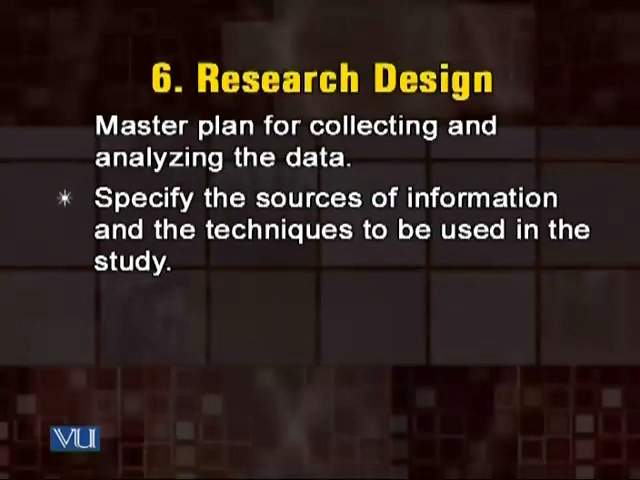 6. Research Design
Master plan for collecting and
analyzing the data.
Specify the sources of information
and the techniques to be used in the
study.
VU